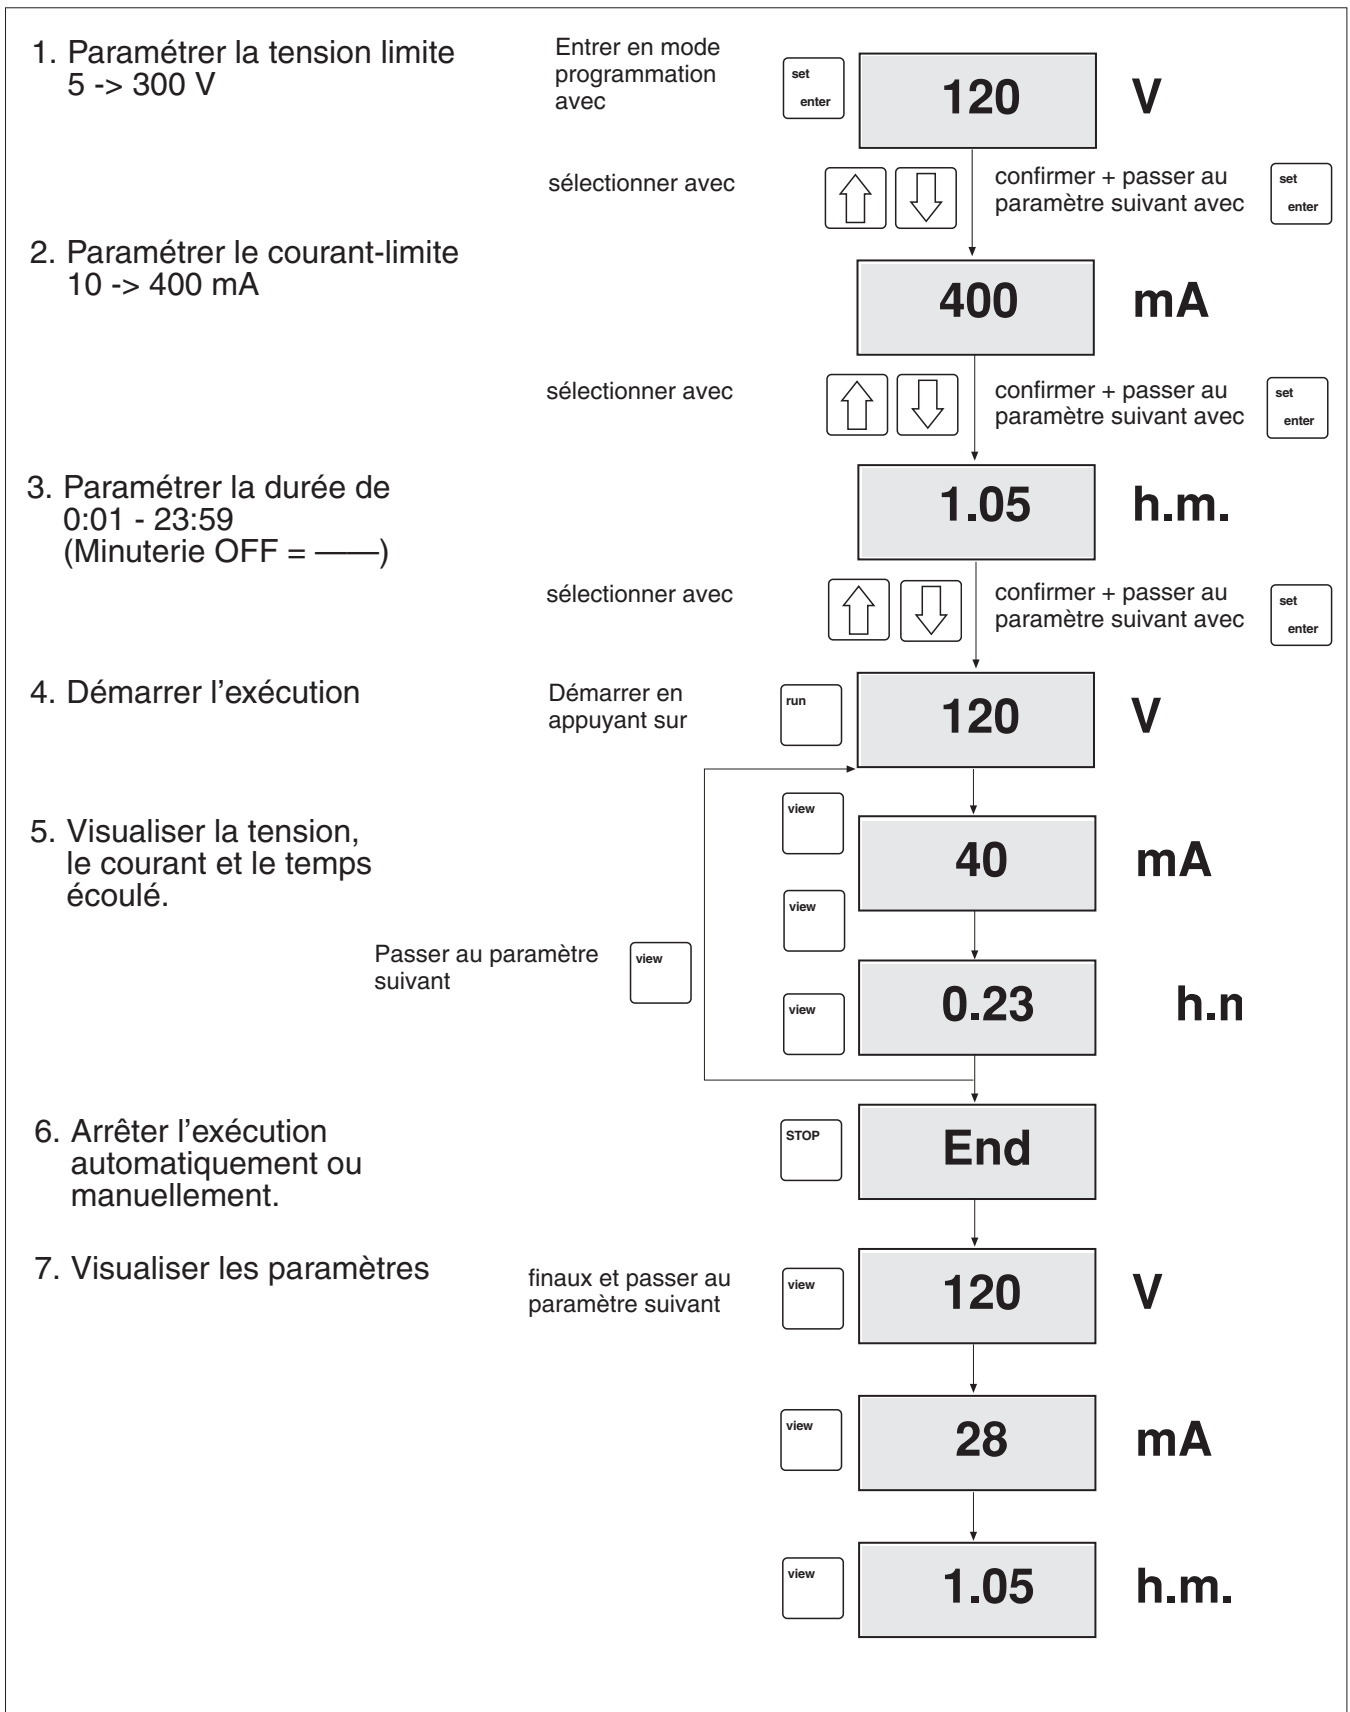 1. Paramétrer la tension limite
5 -> 300 V
Entrer en mode
programmation
avec
set
enter
120
V
sélectionner avec
confirmer + passer au
paramètre suivant avec
set
enter
2. Paramétrer le courant-limite
10 -> 400 mA
400
mA
sélectionner avec
confirmer + passer au
paramètre suivant avec
set
enter
3. Paramétrer la durée de
0:01 - 23:59
(Minuterie OFF = ——)
1.05
h.m.
sélectionner avec
confirmer + passer au
paramètre suivant avec
set
enter
4. Démarrer l’exécution
Démarrer en
appuyant sur
run
120
V
5. Visualiser la tension,
le courant et le temps
écoulé.
view
40
mA
view
Passer au paramètre
suivant
view
view
0.23
h.n
6. Arrêter l’exécution
automatiquement ou
manuellement.
STOP
End
7. Visualiser les paramètres
finaux et passer au
paramètre suivant
view
120
V
view
28
mA
view
1.05
h.m.